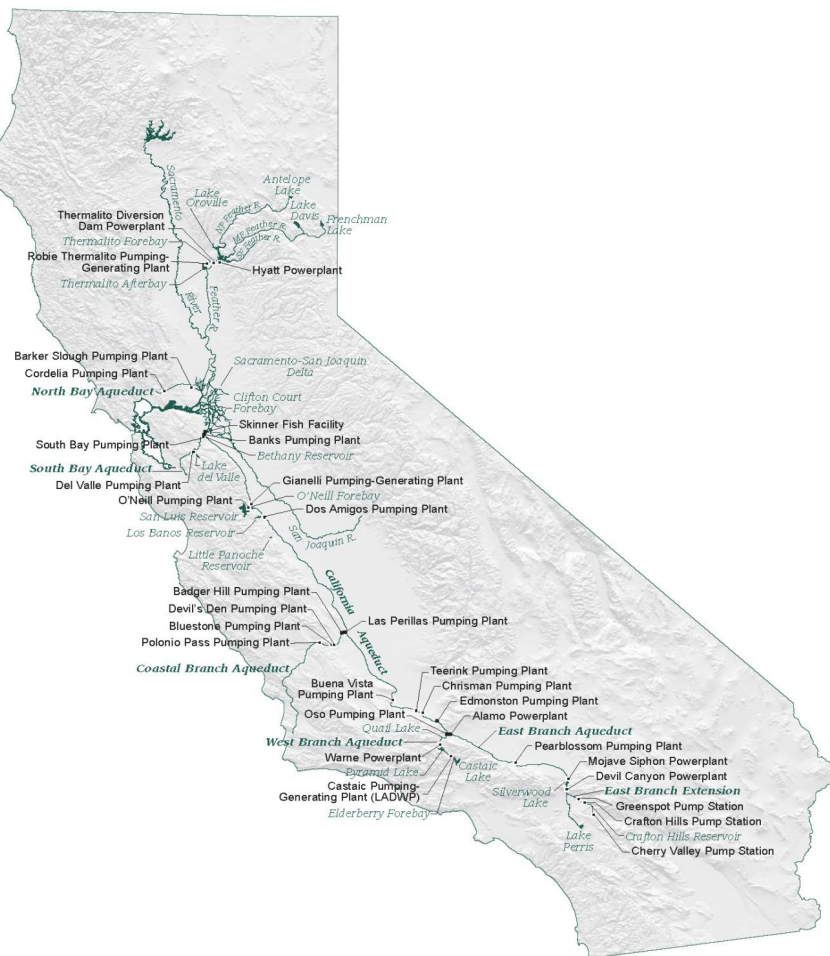 Sacramento
River
Lake
Oroville
Antelope
Lake
Lake
Davis
Frenchman
Lake
NF Feather R.
MF Feather R.
SF Feather R.
Thermalito Diversion
Dam Powerplant
Thermalito Forebay
Robie Thermalito Pumping-
Generating Plant
Thermalito Afterbay
Hyatt Powerplant
Feather R.
Barker Slough Pumping Plant
Cordelia Pumping Plant
North Bay Aqueduct
Sacramento-San Joaquin
Delta
Clifton Court
Forebay
Skinner Fish Facility
Banks Pumping Plant
Bethany Reservoir
South Bay Pumping Plant
South Bay Aqueduct
Lake
del Valle
Del Valle Pumping Plant
Gianelli Pumping-Generating Plant
O'Neill Pumping Plant
O'Neill Forebay
San Luis Reservoir
Dos Amigos Pumping Plant
Los Banos Reservoir
San Joaquin R.
Little Panoche
Reservoir
California
Aqueduct
Badger Hill Pumping Plant
Devil's Den Pumping Plant
Las Perillas Pumping Plant
Bluestone Pumping Plant
Polonio Pass Pumping Plant
Coastal Branch Aqueduct
Buena Vista
Pumping Plant
Teerink Pumping Plant
Chrisman Pumping Plant
Edmonston Pumping Plant
Oso Pumping Plant
Alamo Powerplant
Quail Lake
East Branch Aqueduct
West Branch Aqueduct
Pearblossom Pumping Plant
Warne Powerplant
Mojave Siphon Powerplant
Pyramid Lake
Castaic
Lake
Devil Canyon Powerplant
Castaic Pumping-
Generating Plant (LADWP)
Silverwood
Lake
East Branch Extension
Elderberry Forebay
Greenspot Pump Station
Crafton Hills Pump Station
Lake
Perris
Crafton Hills Reservoir
Cherry Valley Pump Station